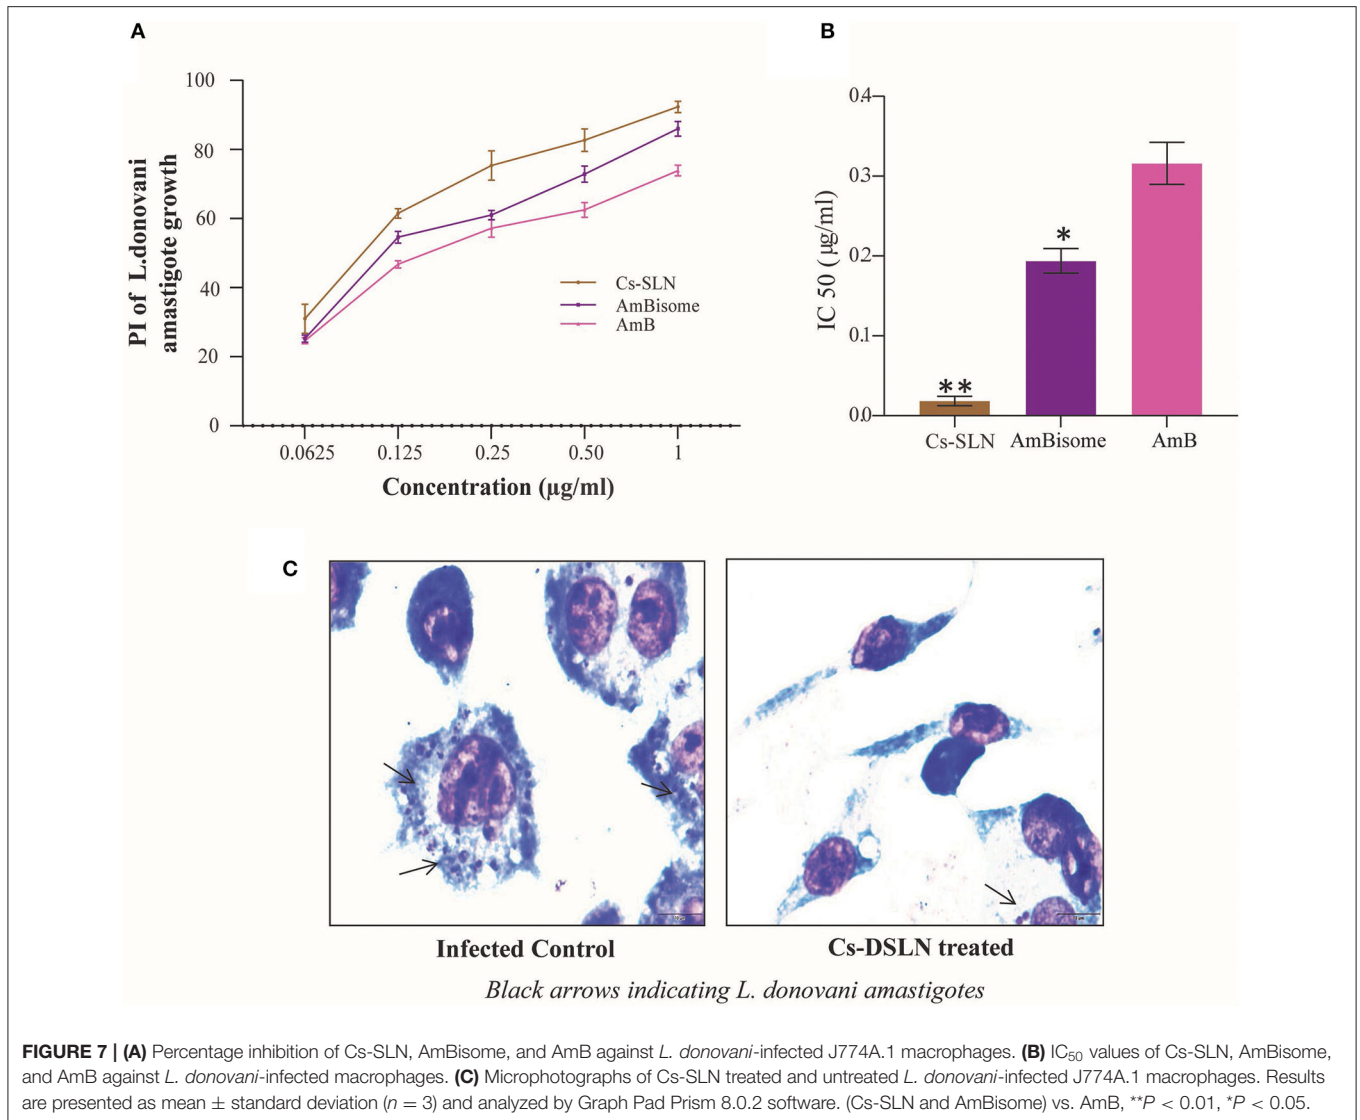 A
B
100
80
60
40
20
0
PI of L.donovani
amastigote growth
Cs-SLN
AmBisome
AmB
0.0625 0.125 0.25 0.50 1
Concentration (µg/ml)
0.4
0.3
0.2
0.1
0.0
IC 50 (µg/ml)
**
*
Cs-SLN AmBisome AmB
C
Infected Control
Cs-DSLN treated
Black arrows indicating L. donovani amastigotes
FIGURE 7 | (A) Percentage inhibition of Cs-SLN, AmBisome, and AmB against L. donovani-infected J774A.1 macrophages. (B) IC50 values of Cs-SLN, AmBisome,
and AmB against L. donovani-infected macrophages. (C) Microphotographs of Cs-SLN treated and untreated L. donovani-infected J774A.1 macrophages. Results
are presented as mean ± standard deviation (n = 3) and analyzed by Graph Pad Prism 8.0.2 software. (Cs-SLN and AmBisome) vs. AmB, **P < 0.01, *P < 0.05.